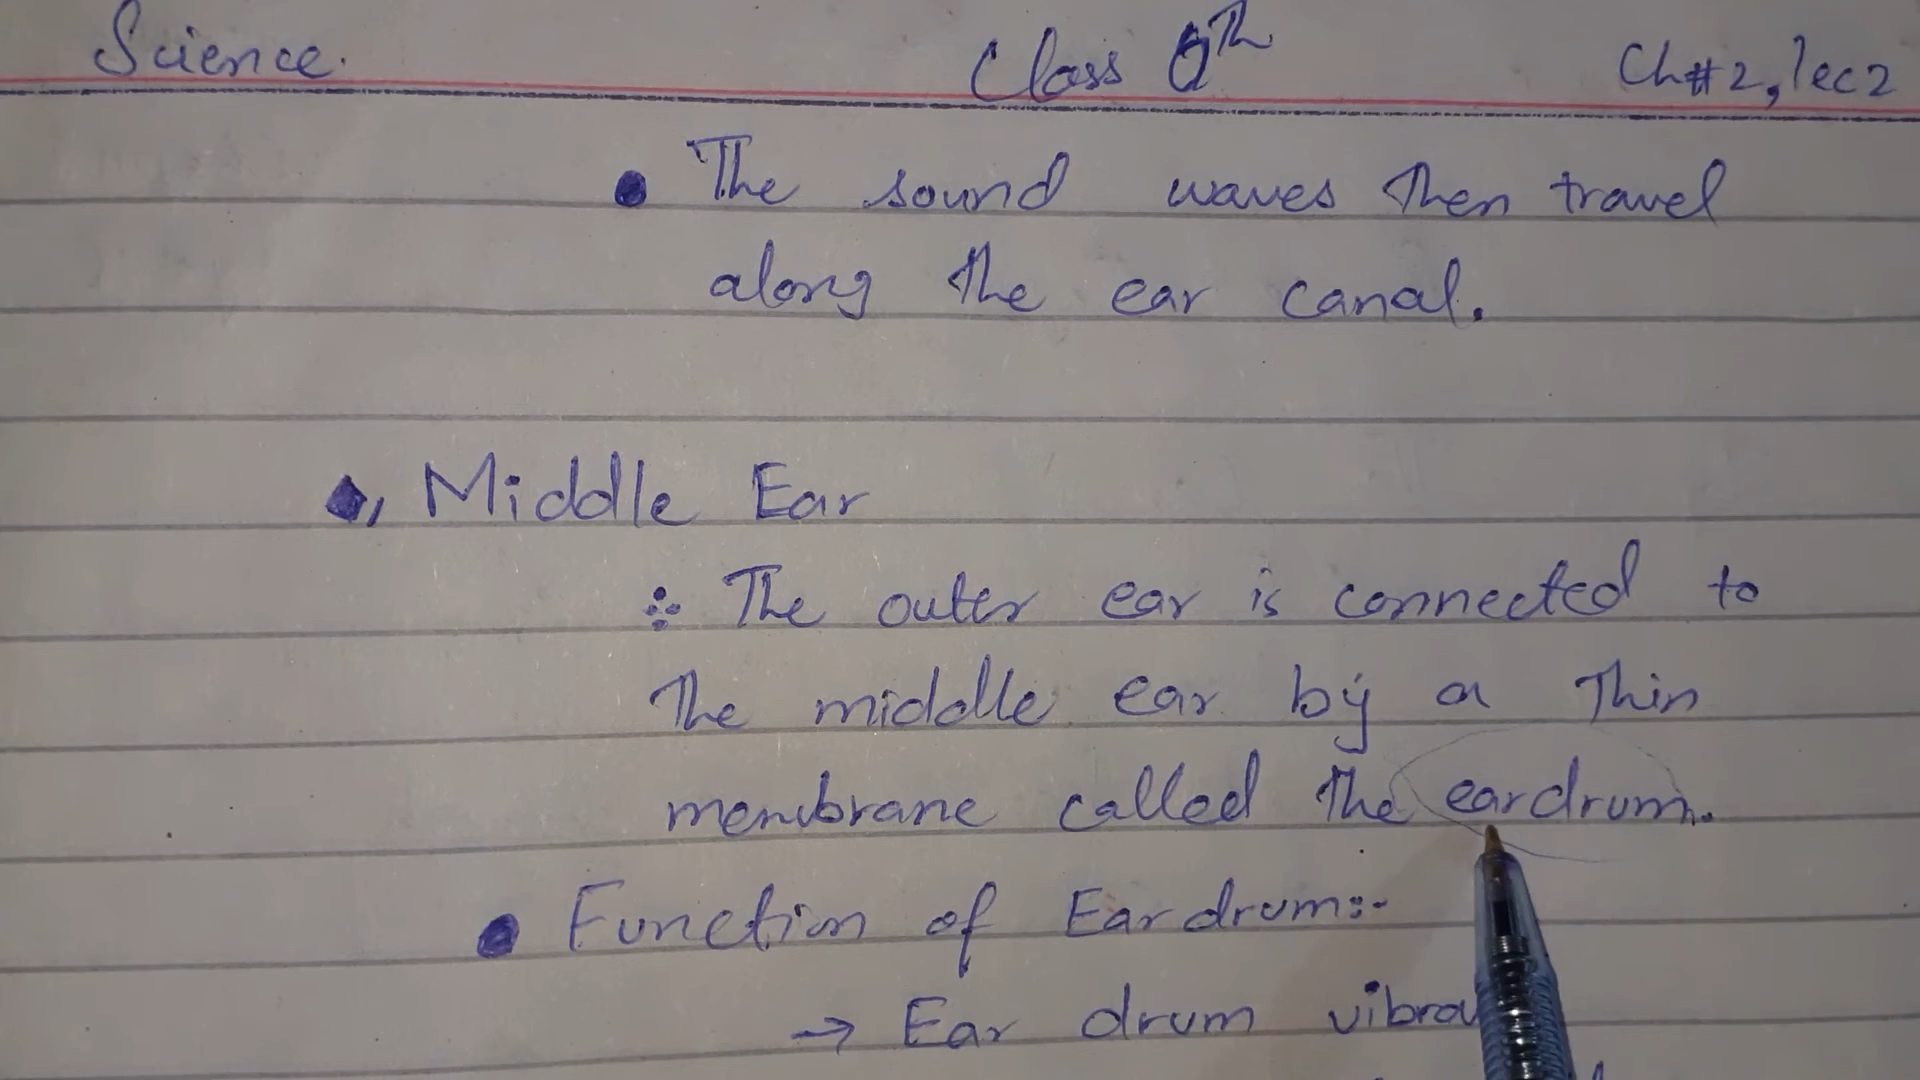 Science. Class 8th Ch#2, lec2
• The sound waves then travel
along the ear canal.
Middle Ear
The outer ear is connected to
the middle ear by a thin
membrane called the eardrum.
• Function of Eardrum:-
→ Ear drum